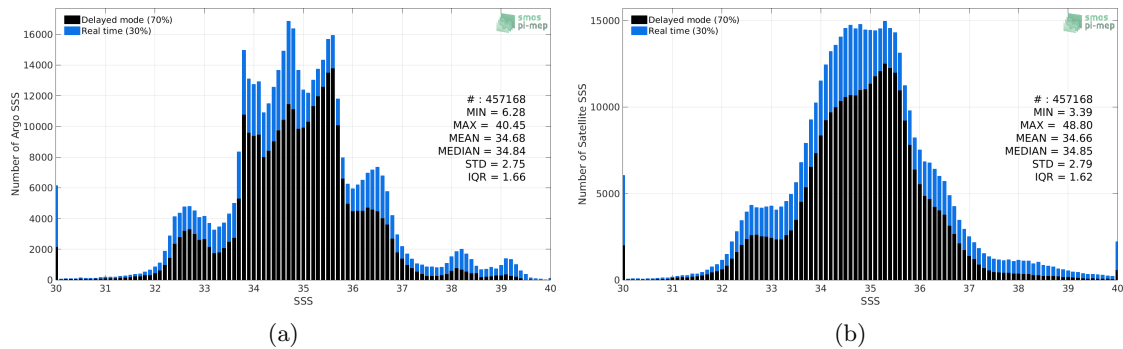 Delayed mode (70%)
Real time (30%)
smos
pi-mep
Number of Argo SSS
16000
14000
12000
10000
8000
6000
4000
2000
0
# : 457168
MIN = 6.28
MAX = 40.45
MEAN = 34.68
MEDIAN = 34.84
STD = 2.75
IQR = 1.66
30 31 32 33 34 35 36 37 38 39 40
SSS
(a)
Delayed mode (70%)
Real time (30%)
smos
pi-mep
Number of Satellite SSS
15000
10000
5000
0
# : 457168
MIN = 3.39
MAX = 48.80
MEAN = 34.66
MEDIAN = 34.85
STD = 2.79
IQR = 1.62
30 31 32 33 34 35 36 37 38 39 40
SSS
(b)